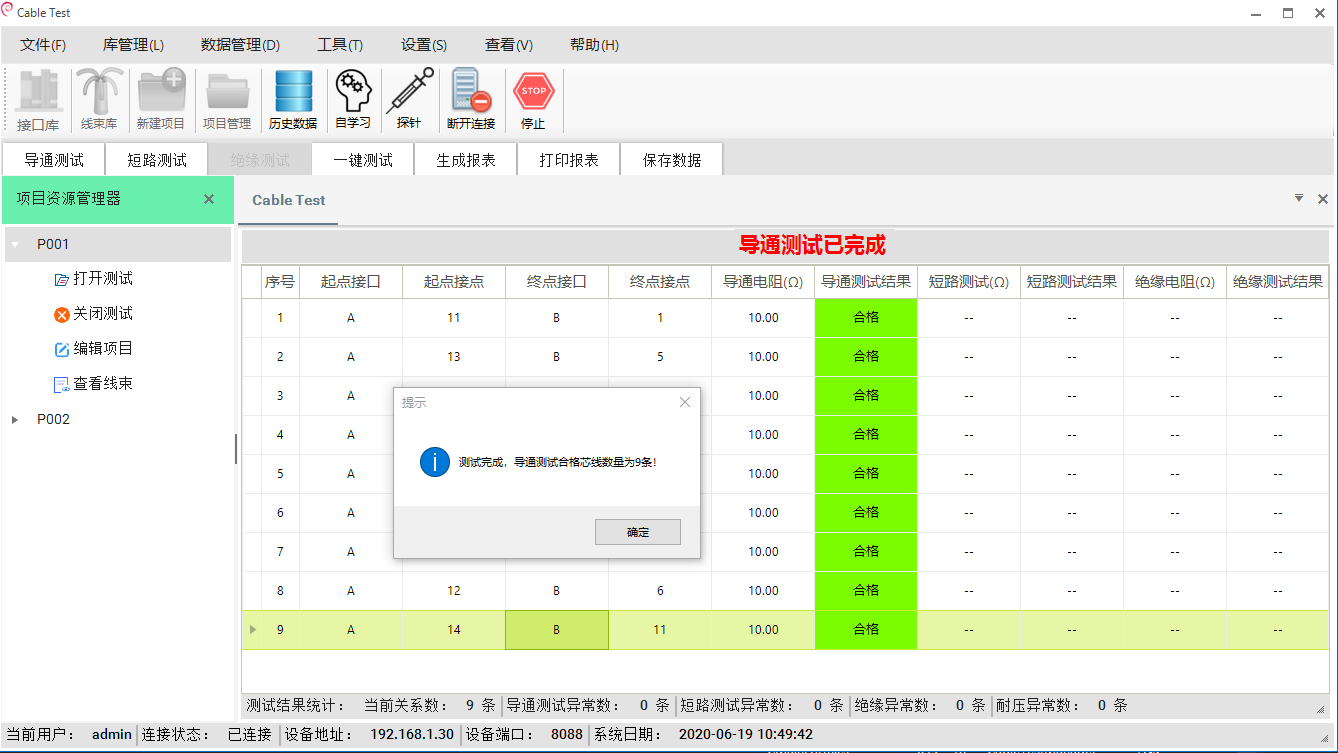 Cable Test
文件(F) 库管理(L) 数据管理(D) 工具(T) 设置(S) 查看(V) 帮助(H)
STOP
接口库 线束库 新建项目 项目管理 历史数据 自学习 探针 断开连接 停止
导通测试 短路测试 绝缘测试 一键测试 生成报表 打印报表 保存数据
项目资源管理器
Cable Test
P001
打开测试
关闭测试
编辑项目
查看线束
P002
导通测试已完成
序号 起点接口 起点接点 终点接口 终点接点 导通电阻(Ω) 导通测试结果 短路测试(Ω) 短路测试结果 绝缘电阻(Ω) 绝缘测试结果
1 A 11 B 1 10.00 合格 -- -- -- --
2 A 13 B 5 10.00 合格 -- -- -- --
3 A 10.00 合格 -- -- -- --
4 A 10.00 合格 -- -- -- --
5 A 10.00 合格 -- -- -- --
6 A 10.00 合格 -- -- -- --
7 A 10.00 合格 -- -- -- --
8 A 12 B 6 10.00 合格 -- -- -- --
9 A 14 B 11 10.00 合格 -- -- -- --
提示
测试完成，导通测试合格芯线数量为9条！
确定
测试结果统计： 当前关系数： 9 条 导通测试异常数： 0 条 短路测试异常数： 0 条 绝缘异常数： 0 条 耐压异常数： 0 条
当前用户： admin 连接状态： 已连接 设备地址： 192.168.1.30 设备端口： 8088 系统日期： 2020-06-19 10:49:42